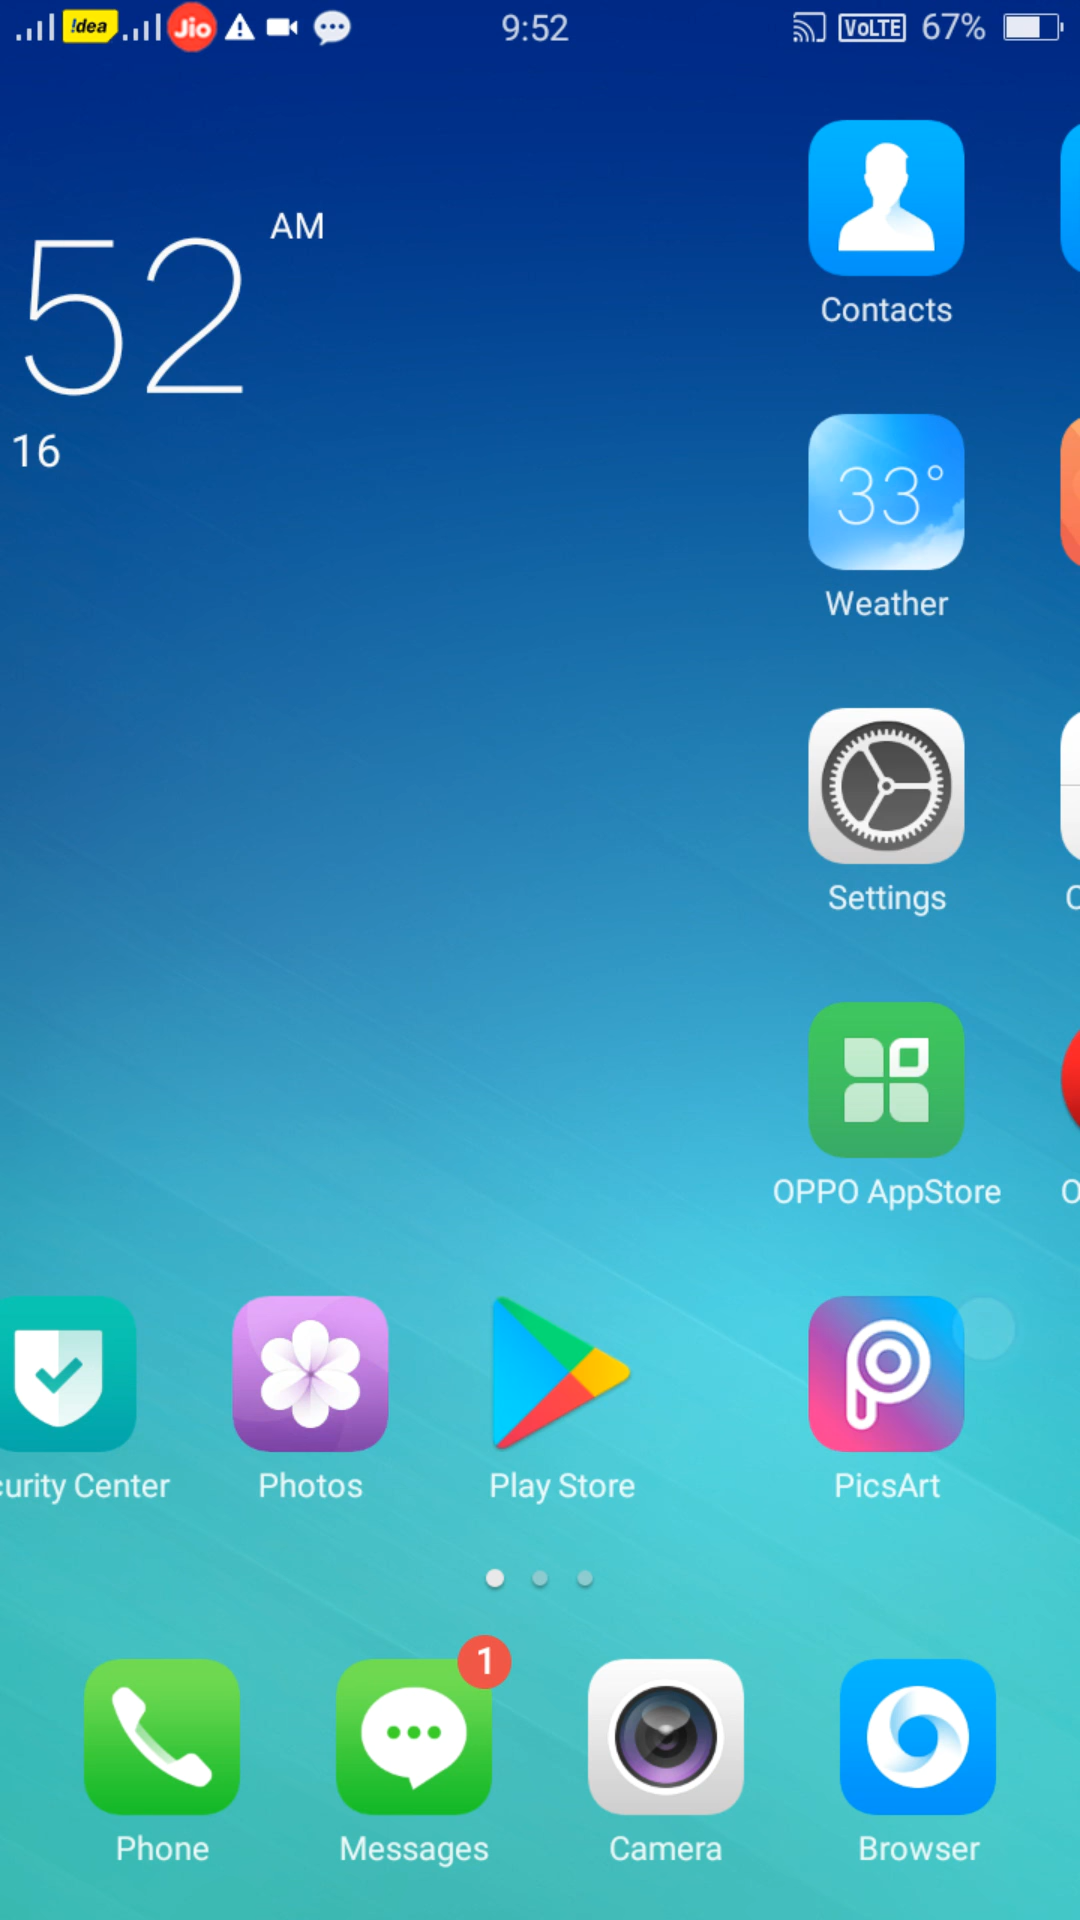 !dea Jio 9:52 VoLTE 67%
52 AM
16
Contacts
33°
Weather
Settings
C
OPPO AppStore
O
curity Center Photos Play Store PicsArt
1
Phone Messages Camera Browser